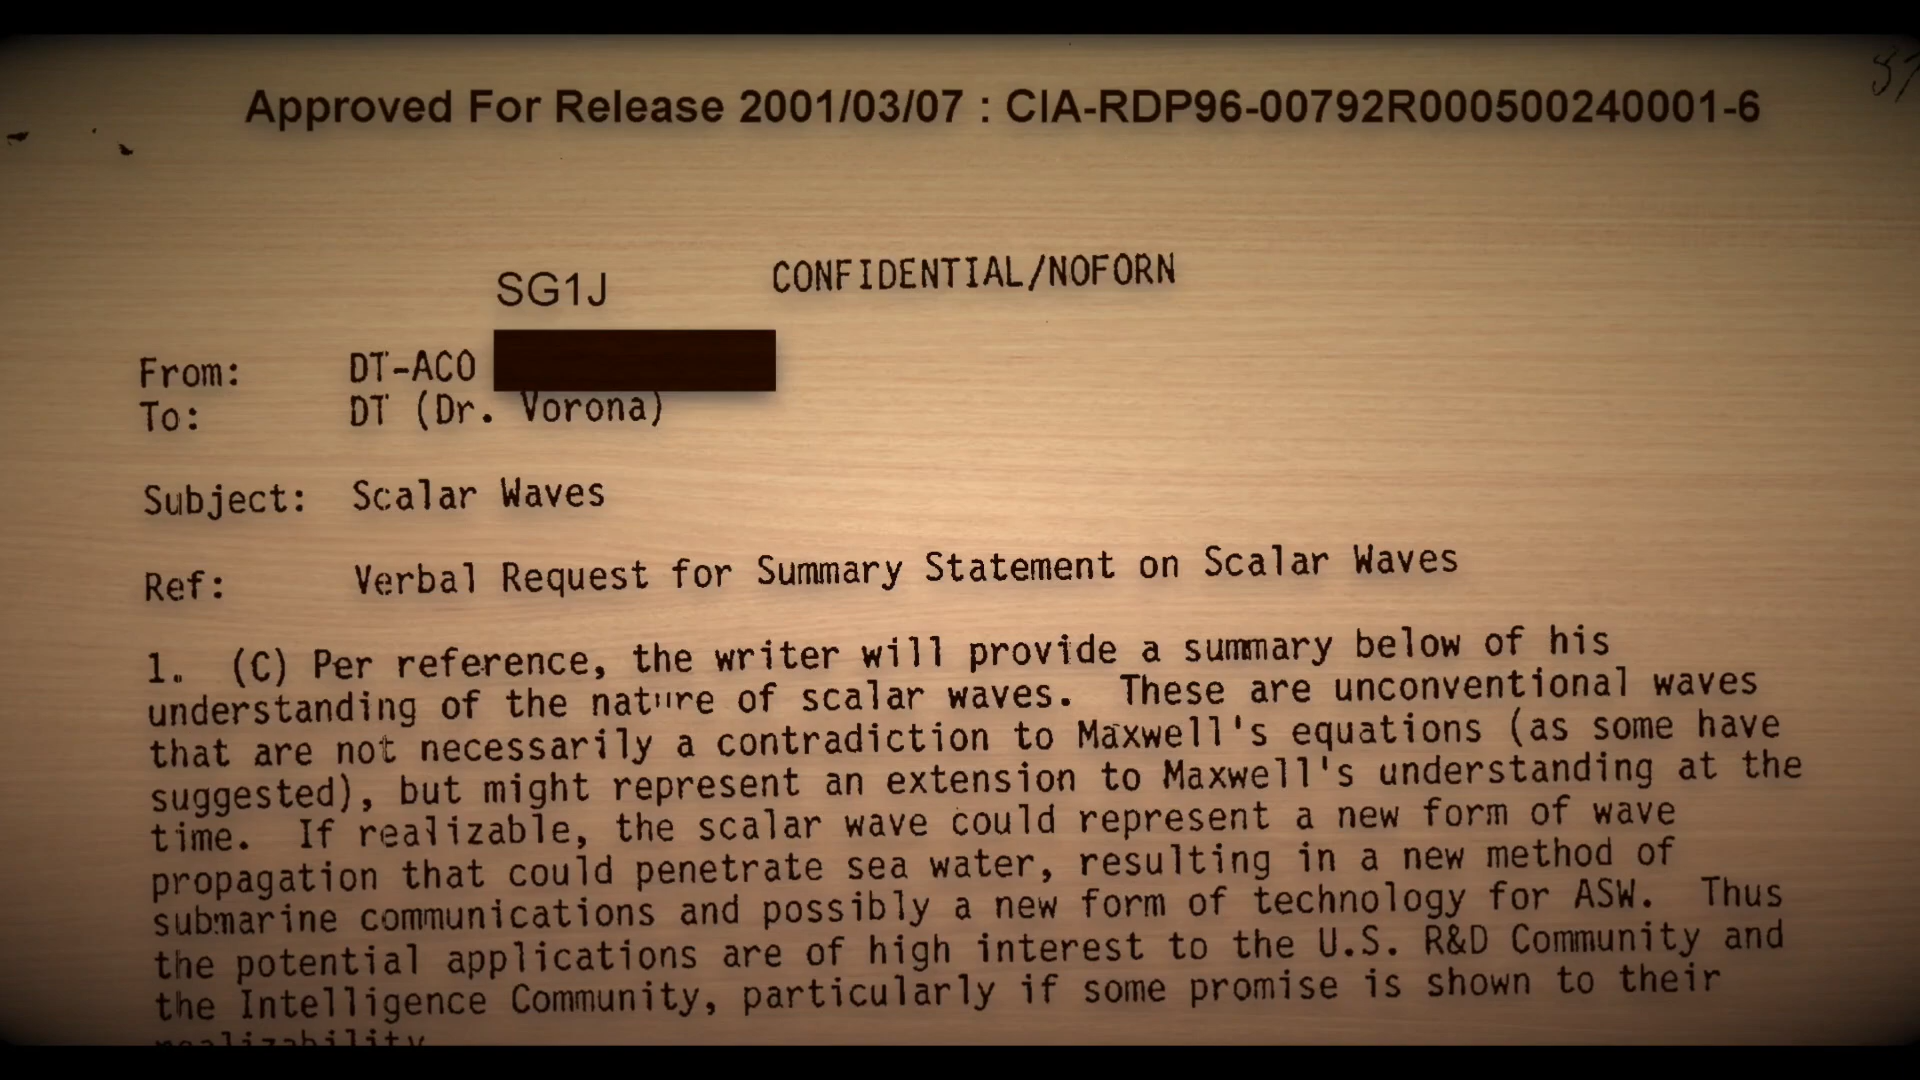 Approved For Release 2001/03/07 : CIA-RDP96-00792R000500240001-6
SG1J
CONFIDENTIAL/NOFORN
From: DT-ACO
To: DT (Dr. Vorona)
Subject: Scalar Waves
Ref: Verbal Request for Summary Statement on Scalar Waves
1. (C) Per reference, the writer will provide a summary below of his
understanding of the nature of scalar waves. These are unconventional waves
that are not necessarily a contradiction to Maxwell's equations (as some have
suggested), but might represent an extension to Maxwell's understanding at the
time. If realizable, the scalar wave could represent a new form of wave
propagation that could penetrate sea water, resulting in a new method of
submarine communications and possibly a new form of technology for ASW. Thus
the potential applications are of high interest to the U.S. R&D Community and
the Intelligence Community, particularly if some promise is shown to their
realizability.